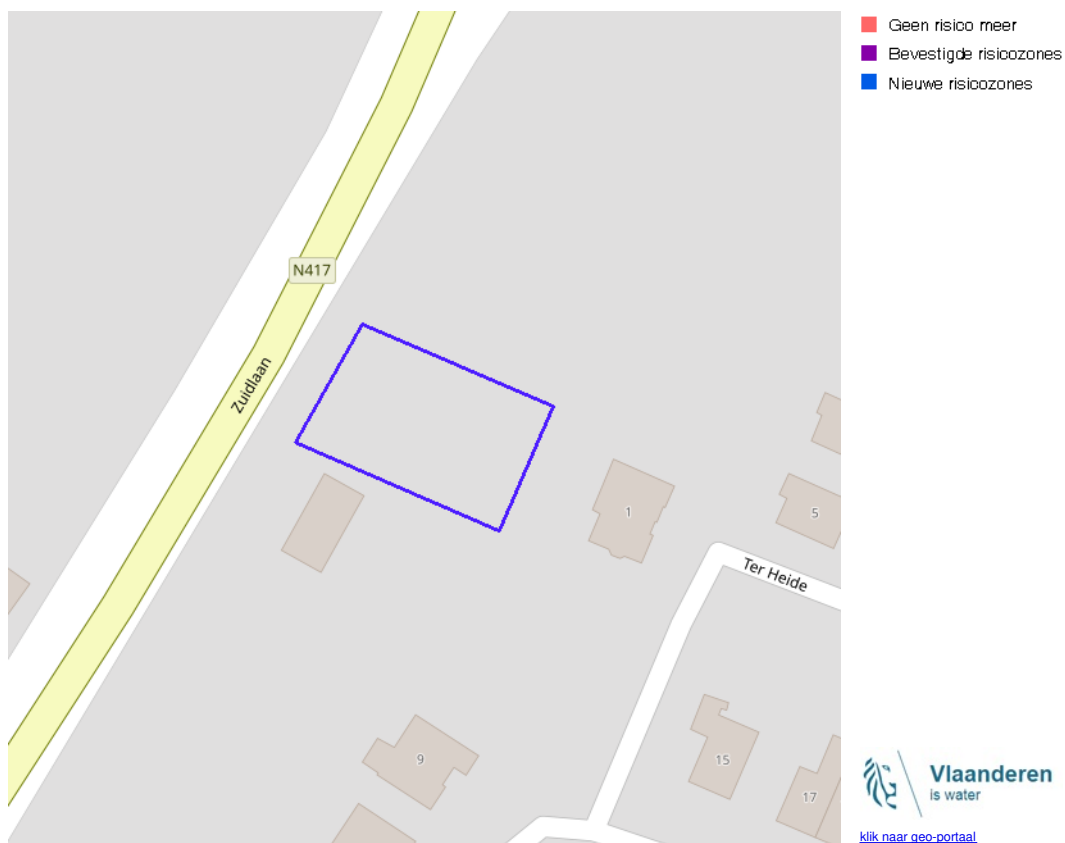 Geen risico meer
Bevestigde risicozones
Nieuwe risicozones
N417
Zuidlaan
1
5
Ter Heide
9
15
17
Vlaanderen
is water
klik naar geo-portaal